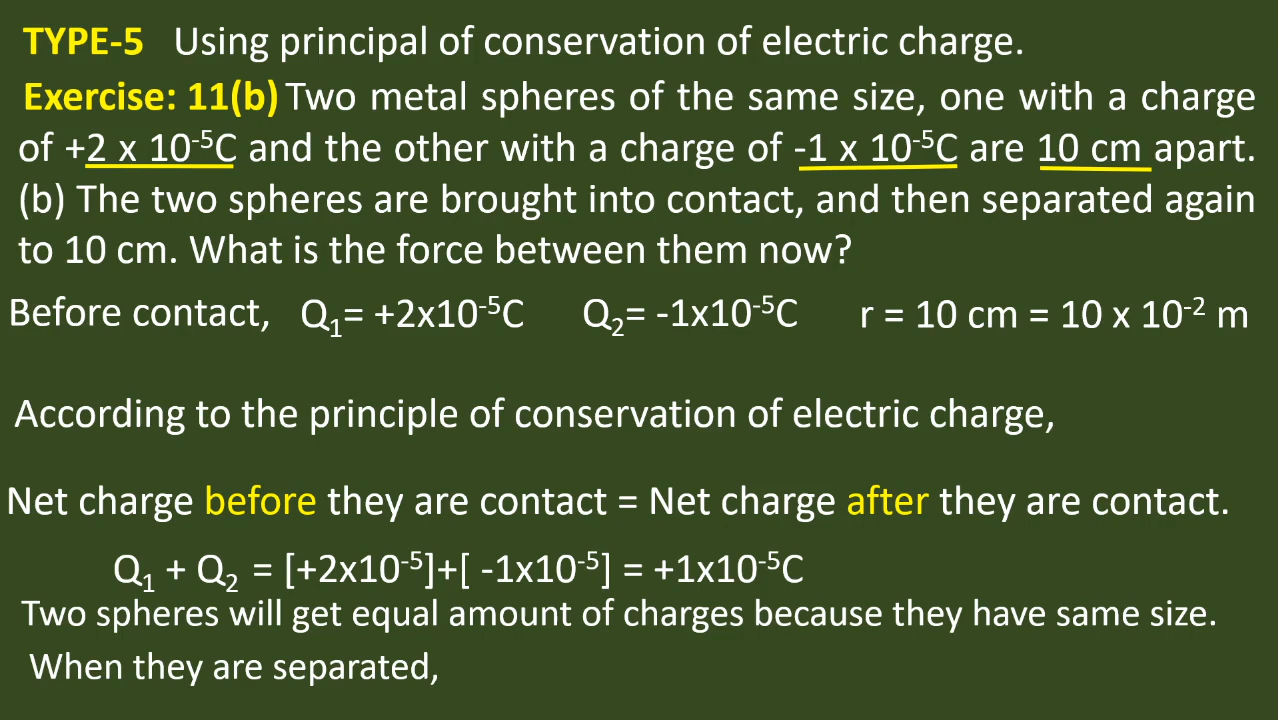 TYPE-5 Using principal of conservation of electric charge.
Exercise: 11(b) Two metal spheres of the same size, one with a charge
of +2 x 10⁻⁵C and the other with a charge of -1 x 10⁻⁵C are 10 cm apart.
(b) The two spheres are brought into contact, and then separated again
to 10 cm. What is the force between them now?
Before contact, Q₁= +2x10⁻⁵C Q₂= -1x10⁻⁵C r = 10 cm = 10 x 10⁻² m
According to the principle of conservation of electric charge,
Net charge before they are contact = Net charge after they are contact.
Q₁ + Q₂ = [+2x10⁻⁵]+[ -1x10⁻⁵] = +1x10⁻⁵C
Two spheres will get equal amount of charges because they have same size.
When they are separated,